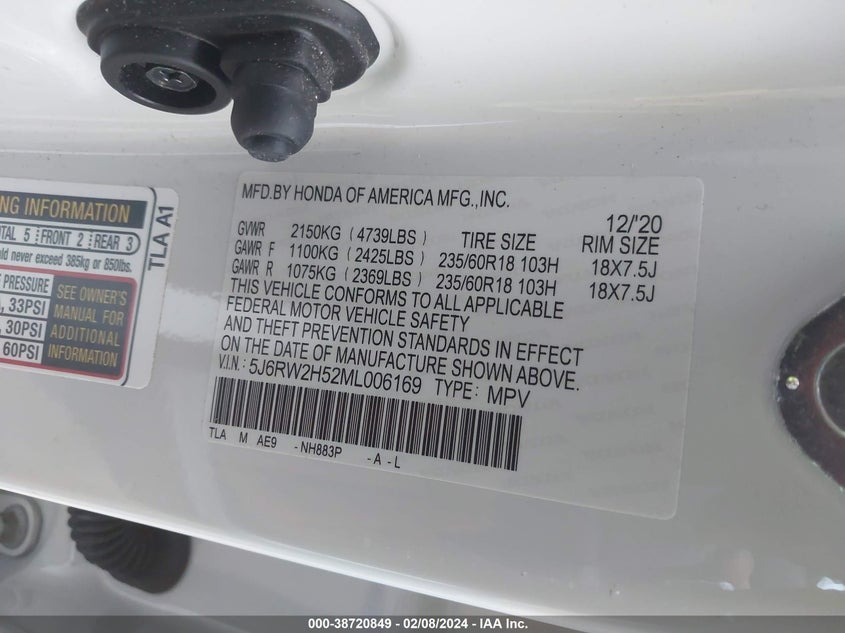 NG INFORMATION
TAL 5 FRONT 2 REAR 3
ld never exceed 385kg or 850lbs.
PRESSURE
, 33PSI
, 30PSI
60PSI
SEE OWNER'S
MANUAL FOR
ADDITIONAL
INFORMATION
TLA A1
MFD.BY HONDA OF AMERICA MFG.,INC.
12/'20
GVWR 2150KG (4739LBS) TIRE SIZE RIM SIZE
GAWR F 1100KG (2425LBS) 235/60R18 103H 18X7.5J
GAWR R 1075KG (2369LBS) 235/60R18 103H 18X7.5J
THIS VEHICLE CONFORMS TO ALL APPLICABLE
FEDERAL MOTOR VEHICLE SAFETY
AND THEFT PREVENTION STANDARDS IN EFFECT
ON THE DATE OF MANUFACTURE SHOWN ABOVE.
V.I.N.: 5J6RW2H52ML006169 TYPE: MPV
TLA M AE9 -NH883P -A-L
000-38720849 - 02/08/2024 - IAA Inc.